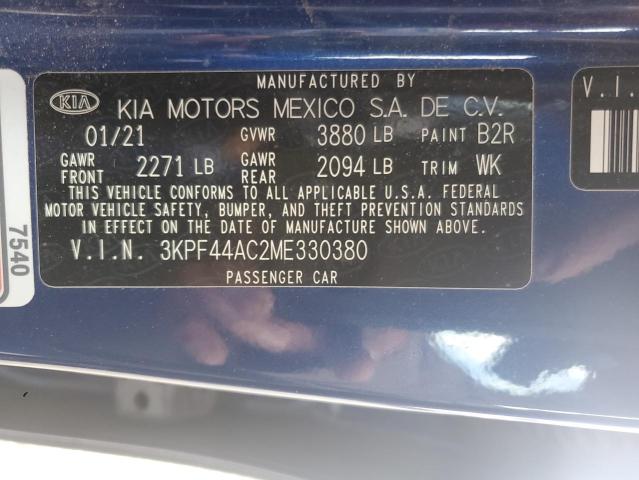 MANUFACTURED BY
KIA KIA MOTORS MEXICO S.A. DE C.V.
01/21 GVWR 3880 LB PAINT B2R
GAWR FRONT 2271 LB GAWR REAR 2094 LB TRIM WK
THIS VEHICLE CONFORMS TO ALL APPLICABLE U.S.A. FEDERAL
MOTOR VEHICLE SAFETY, BUMPER, AND THEFT PREVENTION STANDARDS
IN EFFECT ON THE DATE OF MANUFACTURE SHOWN ABOVE.
V.I.N. 3KPF44AC2ME330380
PASSENGER CAR
7540
V.I.